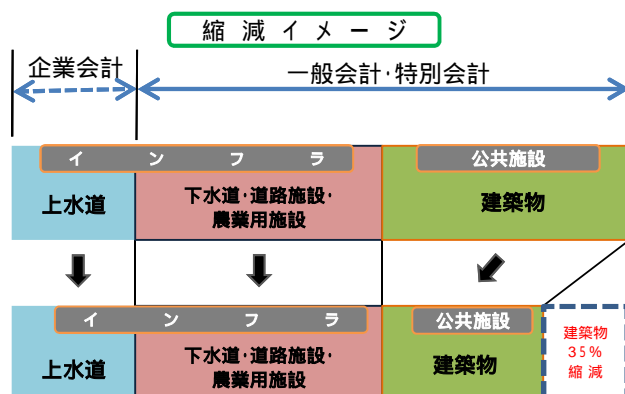 縮減イメージ
企業会計
一般会計・特別会計
インフラ
公共施設
上水道
下水道・道路施設・
農業用施設
建築物
インフラ
公共施設
上水道
下水道・道路施設・
農業用施設
建築物
建築物
35%
縮減